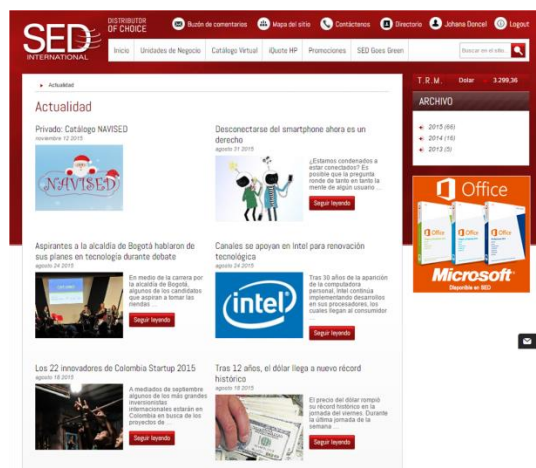 SED
INTERNATIONAL
DISTRIBUTOR
OF CHOICE
Buzón de comentarios
Mapa del sitio
Contáctenos
Directorio
Johana Doncel
Logout
Inicio
Unidades de Negocio
Catálogo Virtual
iQuote HP
Promociones
SED Goes Green
Buscar en el sitio...
Actualidad
Actualidad
Privado: Catálogo NAVISED
noviembre 12 2015
NAVISED
Desconectarse del smartphone ahora es un
derecho
agosto 31 2015
¿Estamos condenados a
estar conectados? Es
posible que la pregunta
ronde de tanto en tanto la
mente de algún usuario ...
Seguir leyendo
Aspirantes a la alcaldía de Bogotá hablaron de
sus planes en tecnología durante debate
agosto 24 2015
En medio de la carrera por
la alcaldía de Bogotá,
algunos de los candidatos
que aspiran a tomar las
riendas ...
Seguir leyendo
Canales se apoyan en Intel para renovación
tecnológica
agosto 24 2015
intel
Tras 30 años de la aparición
de la computadora
personal, Intel continúa
implementando desarrollos
en sus procesadores, los
cuales llegan al consumidor
...
Seguir leyendo
Los 22 innovadores de Colombia Startup 2015
agosto 18 2015
A mediados de septiembre
algunos de los más grandes
inversionistas
internacionales estarán en
Colombia en busca de los
proyectos de ...
Seguir leyendo
Tras 12 años, el dólar llega a nuevo récord
histórico
agosto 18 2015
El precio del dólar rompió
su récord histórico en la
jornada del viernes. Durante
la última jornada de la
semana ...
Seguir leyendo
T.R.M. Dolar 3.299,36
ARCHIVO
2015 (66)
2014 (16)
2013 (5)
Office
Office
Office
Office
Microsoft
Disponible en SED